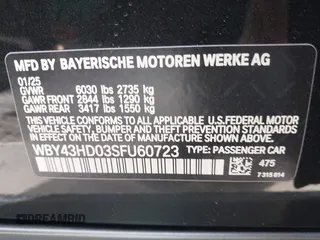 MFD BY BAYERISCHE MOTOREN WERKE AG
01/25
GVWR 6030 lbs 2735 kg
GAWR FRONT 2844 lbs 1290 kg
GAWR REAR 3417 lbs 1550 kg
THIS VEHICLE CONFORMS TO ALL APPLICABLE U.S.FEDERAL MOTOR
VEHICLE SAFETY, BUMPER, AND THEFT PREVENTION STANDARDS IN
EFFECT ON THE DATE OF MANUFACTURE SHOWN ABOVE.
WBY43HD03SFU60723 TYPE: PASSENGER CAR
475
7 315 814
DREAMRID